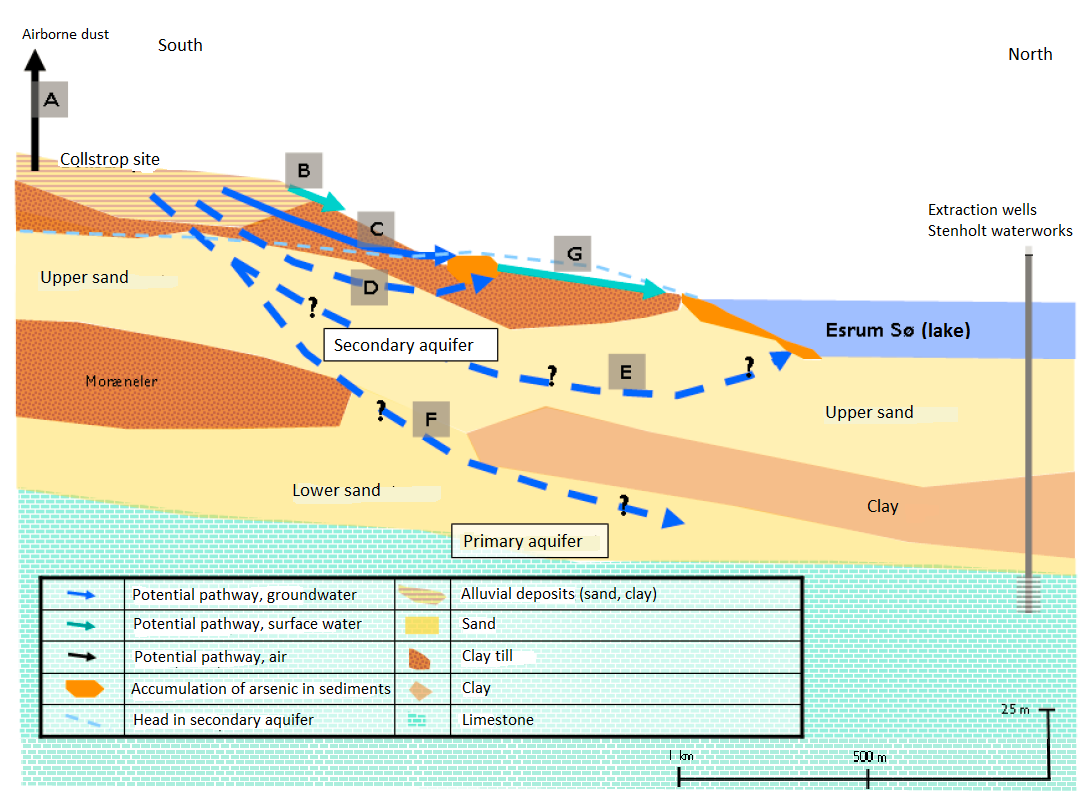 Airborne dust
South
North
A
Collstrop site
B
C
Extraction wells
Stenholt waterworks
G
Upper sand
D
?
Secondary aquifer
Esrum Sø (lake)
?
?
E
Moræneler
?
F
Upper sand
Lower sand
?
Clay
Primary aquifer
Potential pathway, groundwater
Alluvial deposits (sand, clay)
Potential pathway, surface water
Sand
Potential pathway, air
Clay till
Accumulation of arsenic in sediments
Clay
Head in secondary aquifer
Limestone
25 m
1 km
500 m